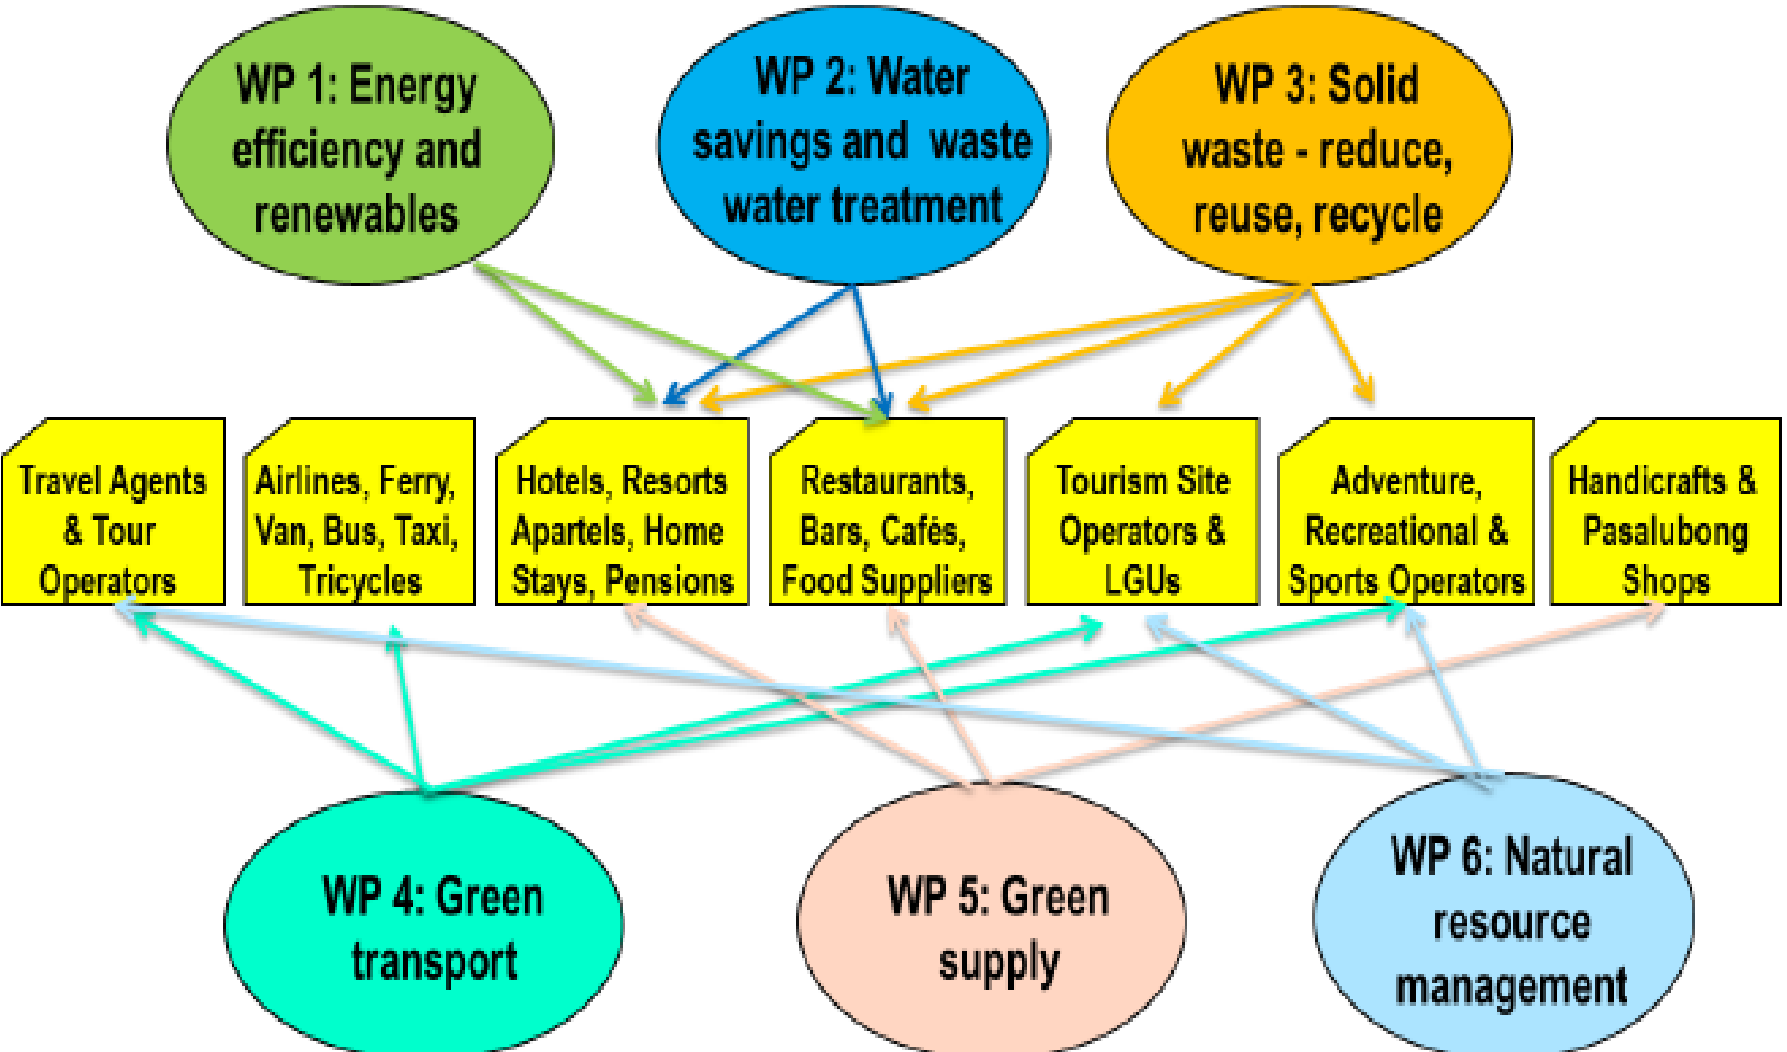 WP 1: Energy
efficiency and
renewables
WP 2: Water
savings and waste
water treatment
WP 3: Solid
waste - reduce,
reuse, recycle
Travel Agents
& Tour
Operators
Airlines, Ferry,
Van, Bus, Taxi,
Tricycles
Hotels, Resorts
Apartels, Home
Stays, Pensions
Restaurants,
Bars, Cafés,
Food Suppliers
Tourism Site
Operators &
LGUs
Adventure,
Recreational &
Sports Operators
Handicrafts &
Pasalubong
Shops
WP 4: Green
transport
WP 5: Green
supply
WP 6: Natural
resource
management